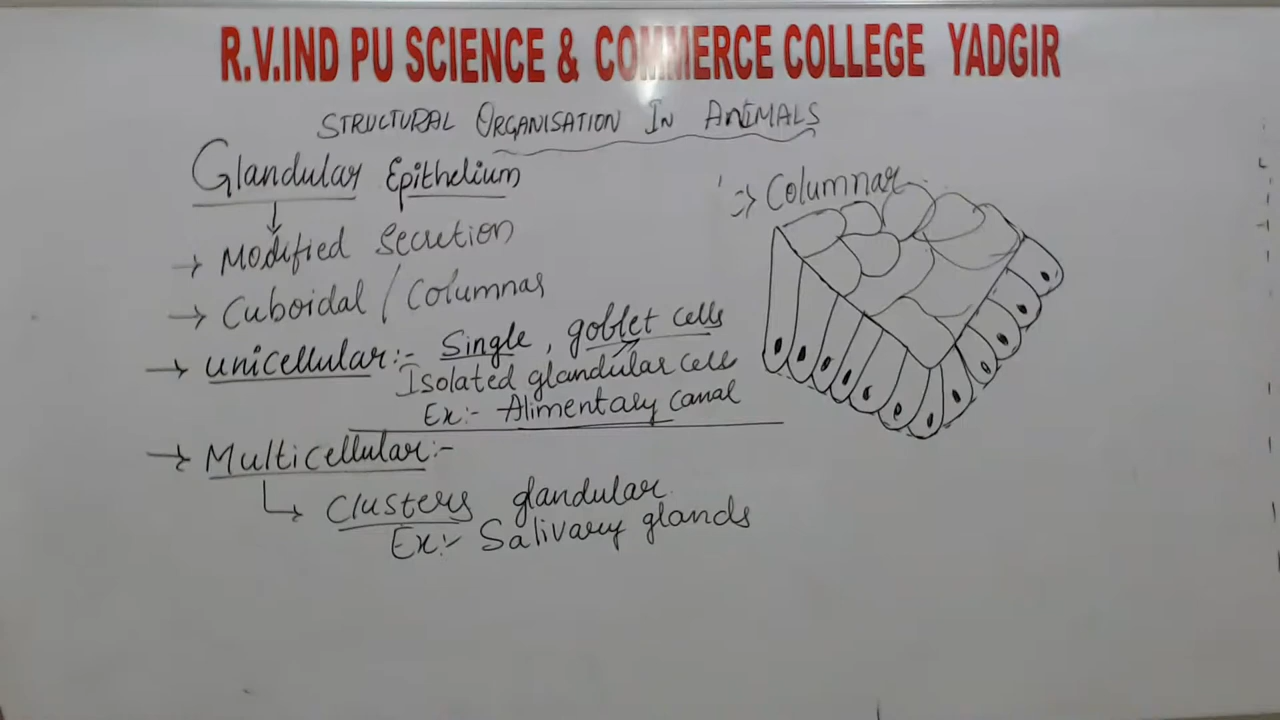 R.V.IND PU SCIENCE & COMMERCE COLLEGE YADGIR
STRUCTURAL ORGANISATION IN ANIMALS
Glandular Epithelium
→ Modified Secretion
→ Cuboidal / Columnar
→ Unicellular:- Single, goblet cells
Isolated glandular cells
Ex:- Alimentary canal
→ Multicellular:-
↳ Clusters glandular
Ex:- Salivary glands
⇒ Columnar